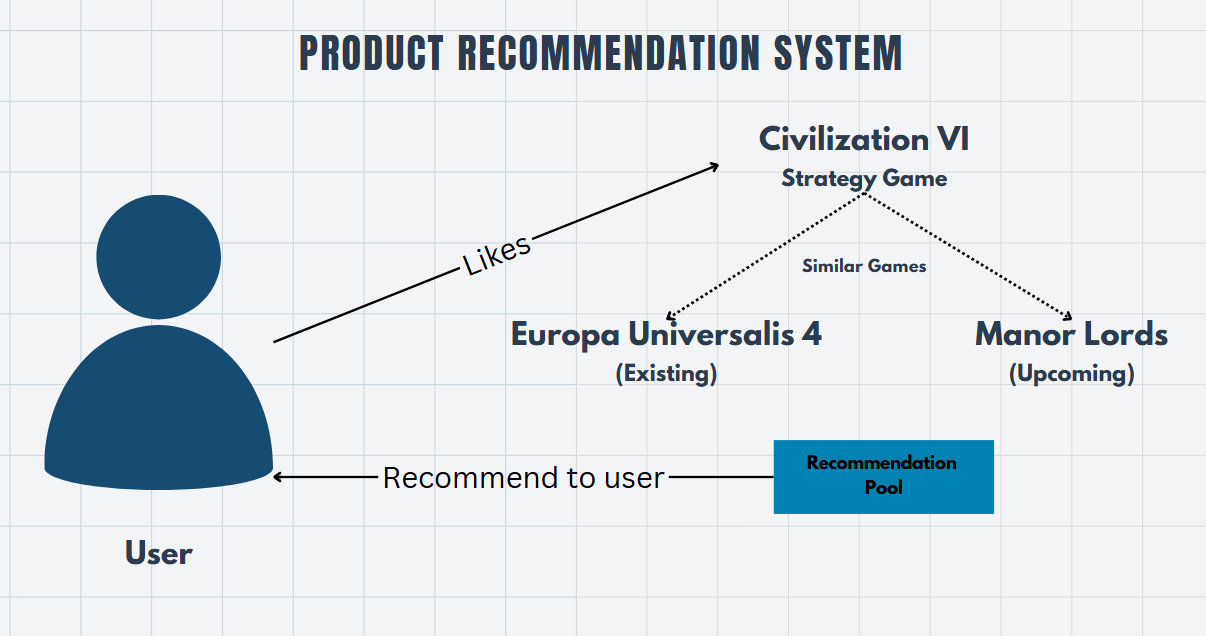 PRODUCT RECOMMENDATION SYSTEM
Civilization VI
Strategy Game
Likes
Similar Games
Europa Universalis 4
(Existing)
Manor Lords
(Upcoming)
Recommendation
Pool
Recommend to user
User